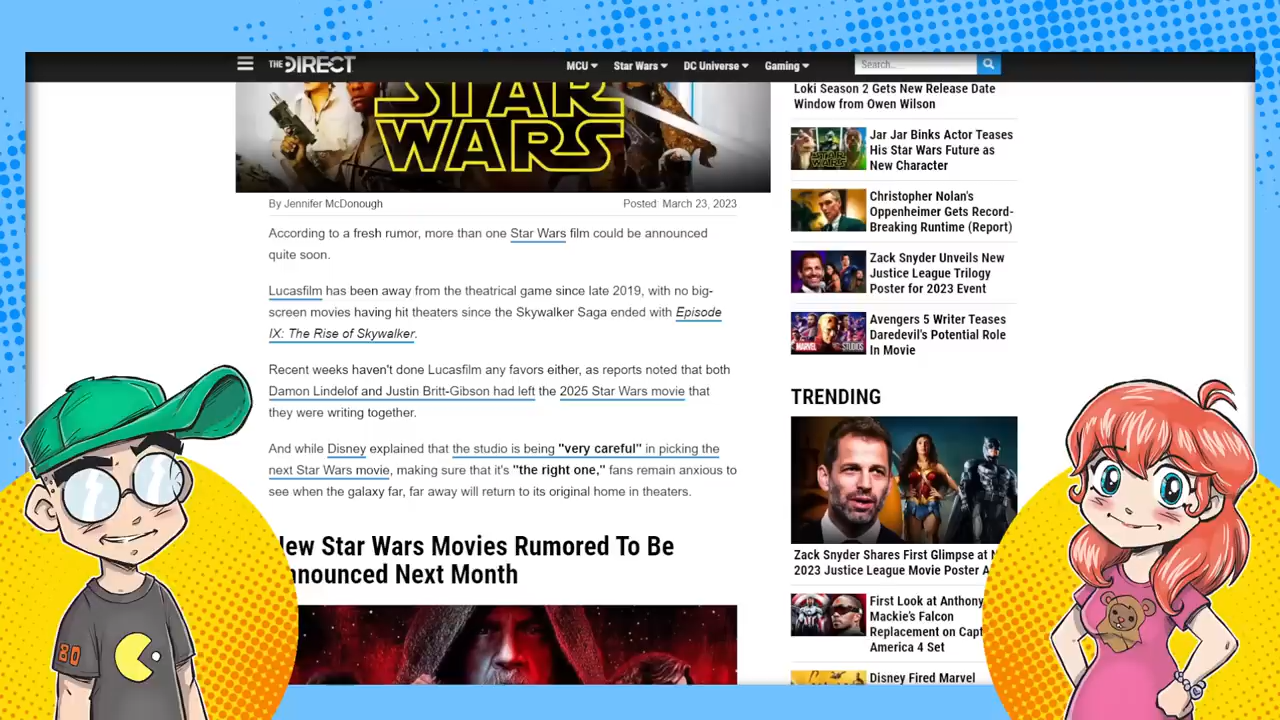 THE DIRECT
MCU
Star Wars
DC Universe
Gaming
Search...
STAR
WARS
By Jennifer McDonough
Posted: March 23, 2023
According to a fresh rumor, more than one Star Wars film could be announced
quite soon.
Lucasfilm has been away from the theatrical game since late 2019, with no big-
screen movies having hit theaters since the Skywalker Saga ended with Episode
IX: The Rise of Skywalker.
Recent weeks haven't done Lucasfilm any favors either, as reports noted that both
Damon Lindelof and Justin Britt-Gibson had left the 2025 Star Wars movie that
they were writing together.
And while Disney explained that the studio is being "very careful" in picking the
next Star Wars movie, making sure that it's "the right one," fans remain anxious to
see when the galaxy far, far away will return to its original home in theaters.
New Star Wars Movies Rumored To Be
Announced Next Month
Loki Season 2 Gets New Release Date
Window from Owen Wilson
Jar Jar Binks Actor Teases
His Star Wars Future as
New Character
Christopher Nolan's
Oppenheimer Gets Record-
Breaking Runtime (Report)
Zack Snyder Unveils New
Justice League Trilogy
Poster for 2023 Event
Avengers 5 Writer Teases
Daredevil's Potential Role
In Movie
TRENDING
Zack Snyder Shares First Glimpse at
2023 Justice League Movie Poster
First Look at Anthony
Mackie's Falcon
Replacement on Capt
America 4 Set
Disney Fired Marvel
80